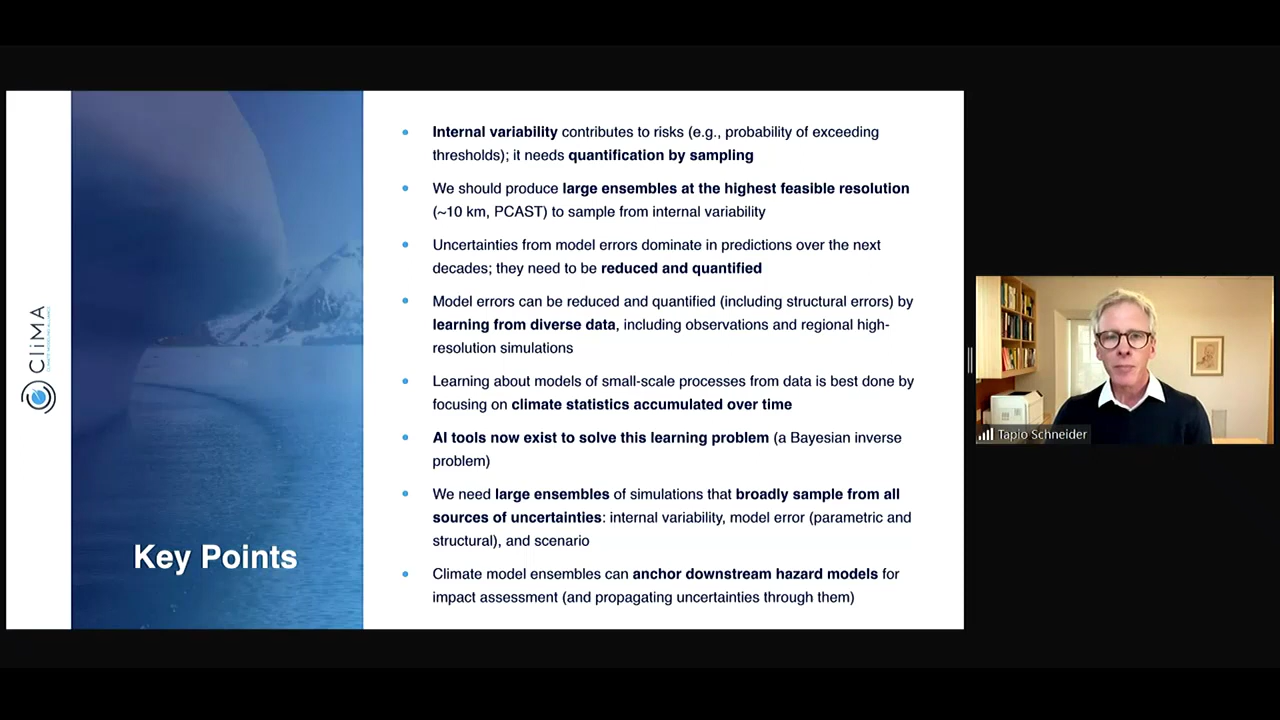 Internal variability contributes to risks (e.g., probability of exceeding
thresholds); it needs quantification by sampling
We should produce large ensembles at the highest feasible resolution
(~10 km, PCAST) to sample from internal variability
Uncertainties from model errors dominate in predictions over the next
decades; they need to be reduced and quantified
Model errors can be reduced and quantified (including structural errors) by
learning from diverse data, including observations and regional high-
resolution simulations
Learning about models of small-scale processes from data is best done by
focusing on climate statistics accumulated over time
AI tools now exist to solve this learning problem (a Bayesian inverse
problem)
We need large ensembles of simulations that broadly sample from all
sources of uncertainties: internal variability, model error (parametric and
structural), and scenario
Climate model ensembles can anchor downstream hazard models for
impact assessment (and propagating uncertainties through them)
Key Points
CliMA
Tapio Schneider